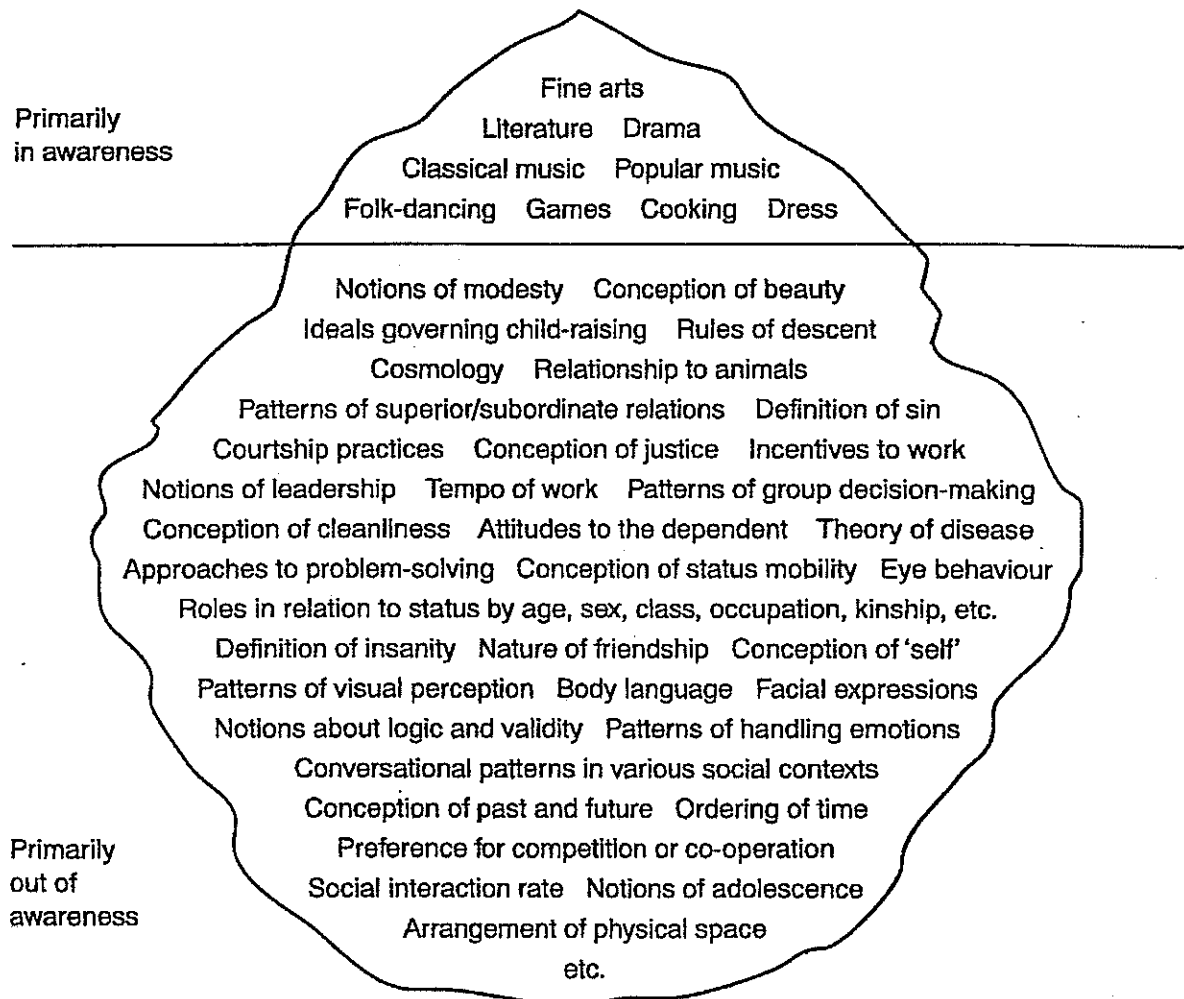 Fine arts
Primarily
in awareness
Literature Drama
Classical music Popular music
Folk-dancing Games Cooking Dress
Notions of modesty Conception of beauty
Ideals governing child-raising Rules of descent
Cosmology Relationship to animals
Patterns of superior/subordinate relations Definition of sin
Courtship practices Conception of justice Incentives to work
Notions of leadership Tempo of work Patterns of group decision-making
Conception of cleanliness Attitudes to the dependent Theory of disease
Approaches to problem-solving Conception of status mobility Eye behaviour
Roles in relation to status by age, sex, class, occupation, kinship, etc.
Definition of insanity Nature of friendship Conception of 'self'
Patterns of visual perception Body language Facial expressions
Notions about logic and validity Patterns of handling emotions
Conversational patterns in various social contexts
Conception of past and future Ordering of time
Preference for competition or co-operation
Social interaction rate Notions of adolescence
Arrangement of physical space
etc.
Primarily
out of
awareness